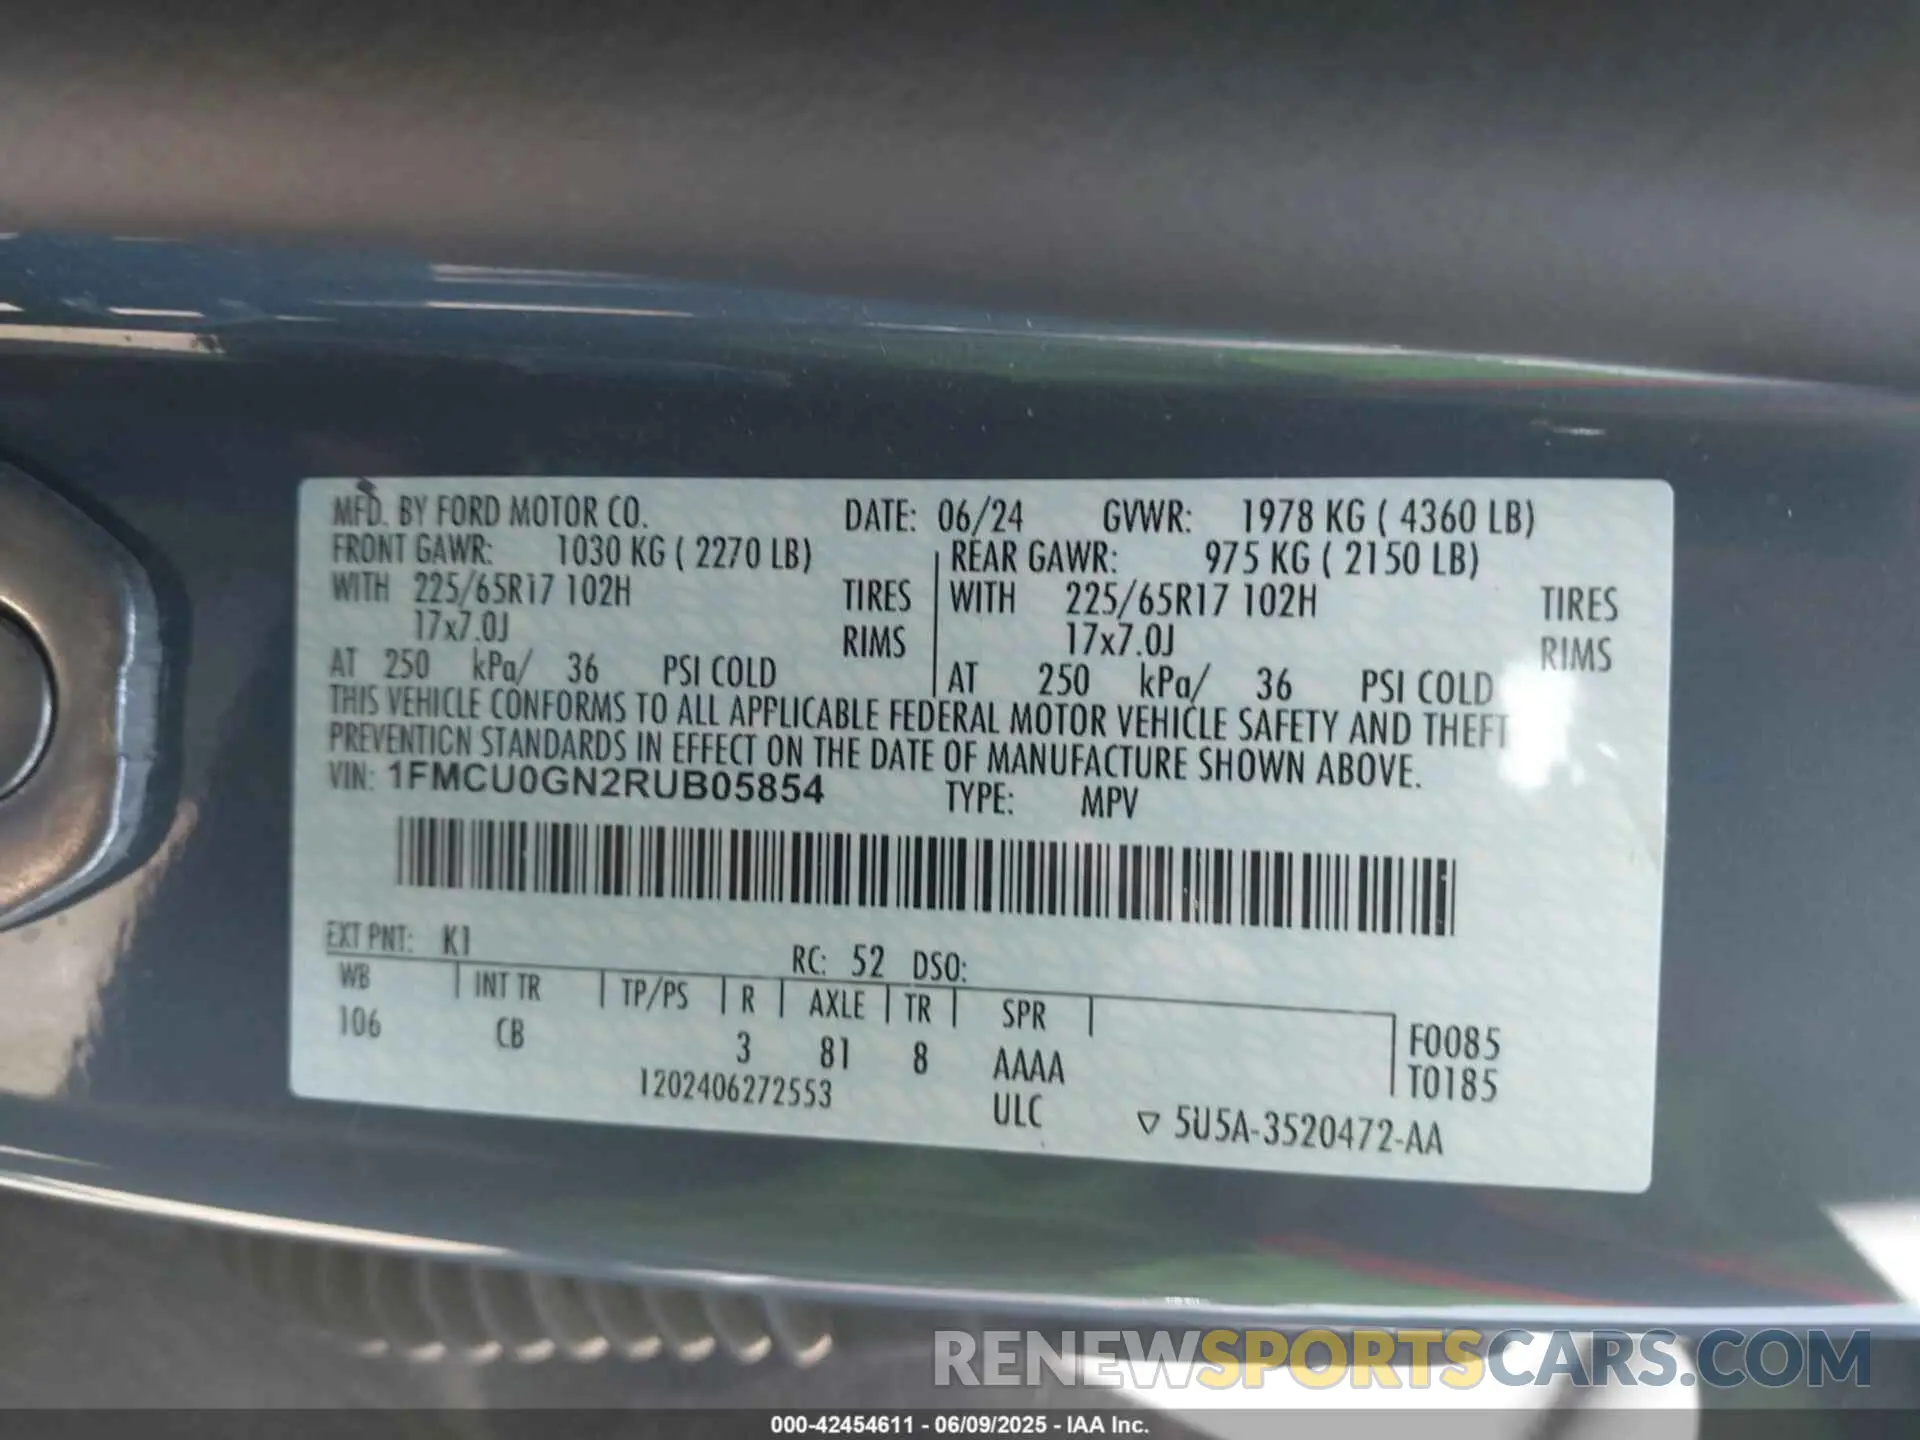 MFD. BY FORD MOTOR CO. DATE: 06/24 GVWR: 1978 KG ( 4360 LB)
FRONT GAWR: 1030 KG ( 2270 LB) REAR GAWR: 975 KG ( 2150 LB)
WITH 225/65R17 102H TIRES WITH 225/65R17 102H TIRES
17x7.0J RIMS 17x7.0J RIMS
AT 250 kPa/ 36 PSI COLD AT 250 kPa/ 36 PSI COLD
THIS VEHICLE CONFORMS TO ALL APPLICABLE FEDERAL MOTOR VEHICLE SAFETY AND THEFT
PREVENTION STANDARDS IN EFFECT ON THE DATE OF MANUFACTURE SHOWN ABOVE.
VIN: 1FMCU0GN2RUB05854 TYPE: MPV
EXT PNT: K1 RC: 52 DSO:
WB INT TR TP/PS R AXLE TR SPR F0085
106 CB 3 81 8 AAAA T0185
1202406272553 ULC ▽ 5U5A-3520472-AA
RENEWSPORTSCARS.COM
000-42454611 - 06/09/2025 - IAA Inc.